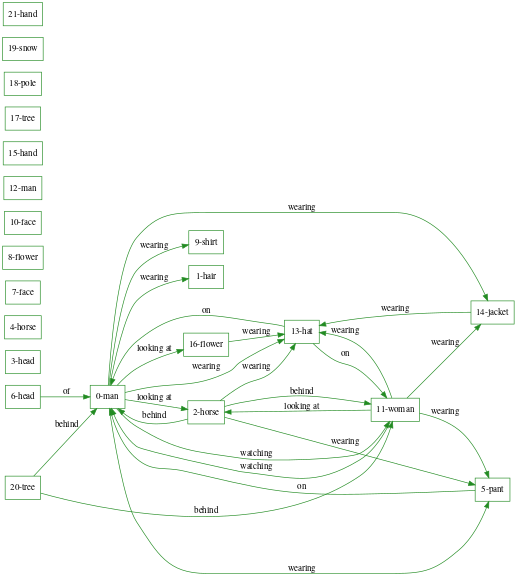 21-hand
19-snow
18-pole
17-tree
15-hand
12-man
10-face
8-flower
7-face
4-horse
3-head
6-head
20-tree
of
behind
0-man
wearing
wearing
9-shirt
wearing
1-hair
on
looking at
16-flower
wearing
13-hat
wearing
wearing
wearing
looking at
2-horse
behind
behind
looking at
on
wearing
14-jacket
wearing
11-woman
wearing
wearing
watching
watching
on
5-pant
behind
wearing